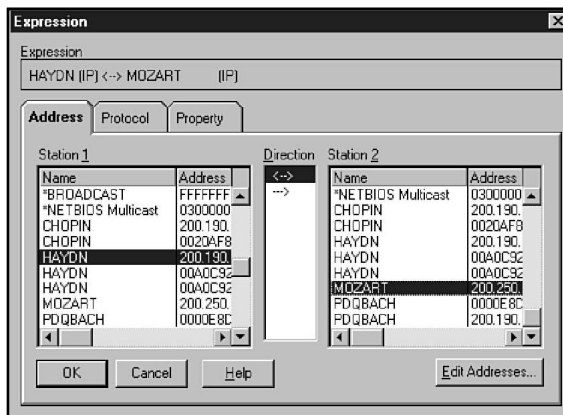 Expression
Expression
HAYDN (IP) <--> MOZART (IP)
Address Protocol Property
Station 1 Direction Station 2
Name Address
*BROADCAST FFFFFFF
*NETBIOS Multicast 0300000
CHOPIN 200.190.
CHOPIN 0020AF8
HAYDN 200.190.
HAYDN 00A0C92
HAYDN 00A0C92
MOZART 200.250.
PDQBACH 0000E8D
<-->
--->
Name Address
*NETBIOS Multicast 0300000
CHOPIN 200.190.
CHOPIN 0020AF8
HAYDN 200.190.
HAYDN 00A0C92
HAYDN 00A0C92
MOZART 200.250.
PDQBACH 0000E8D
PDQBACH 200.190.
OK Cancel Help Edit Addresses...